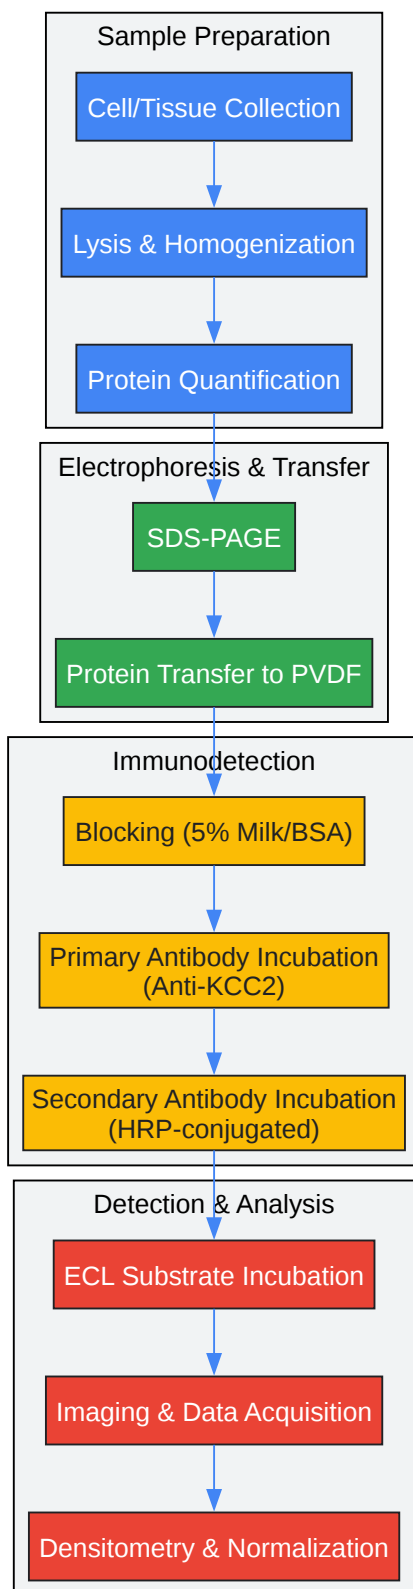 Sample Preparation
Cell/Tissue Collection
Lysis & Homogenization
Protein Quantification
Electrophoresis & Transfer
SDS-PAGE
Protein Transfer to PVDF
Immunodetection
Blocking (5% Milk/BSA)
Primary Antibody Incubation
(Anti-KCC2)
Secondary Antibody Incubation
(HRP-conjugated)
Detection & Analysis
ECL Substrate Incubation
Imaging & Data Acquisition
Densitometry & Normalization